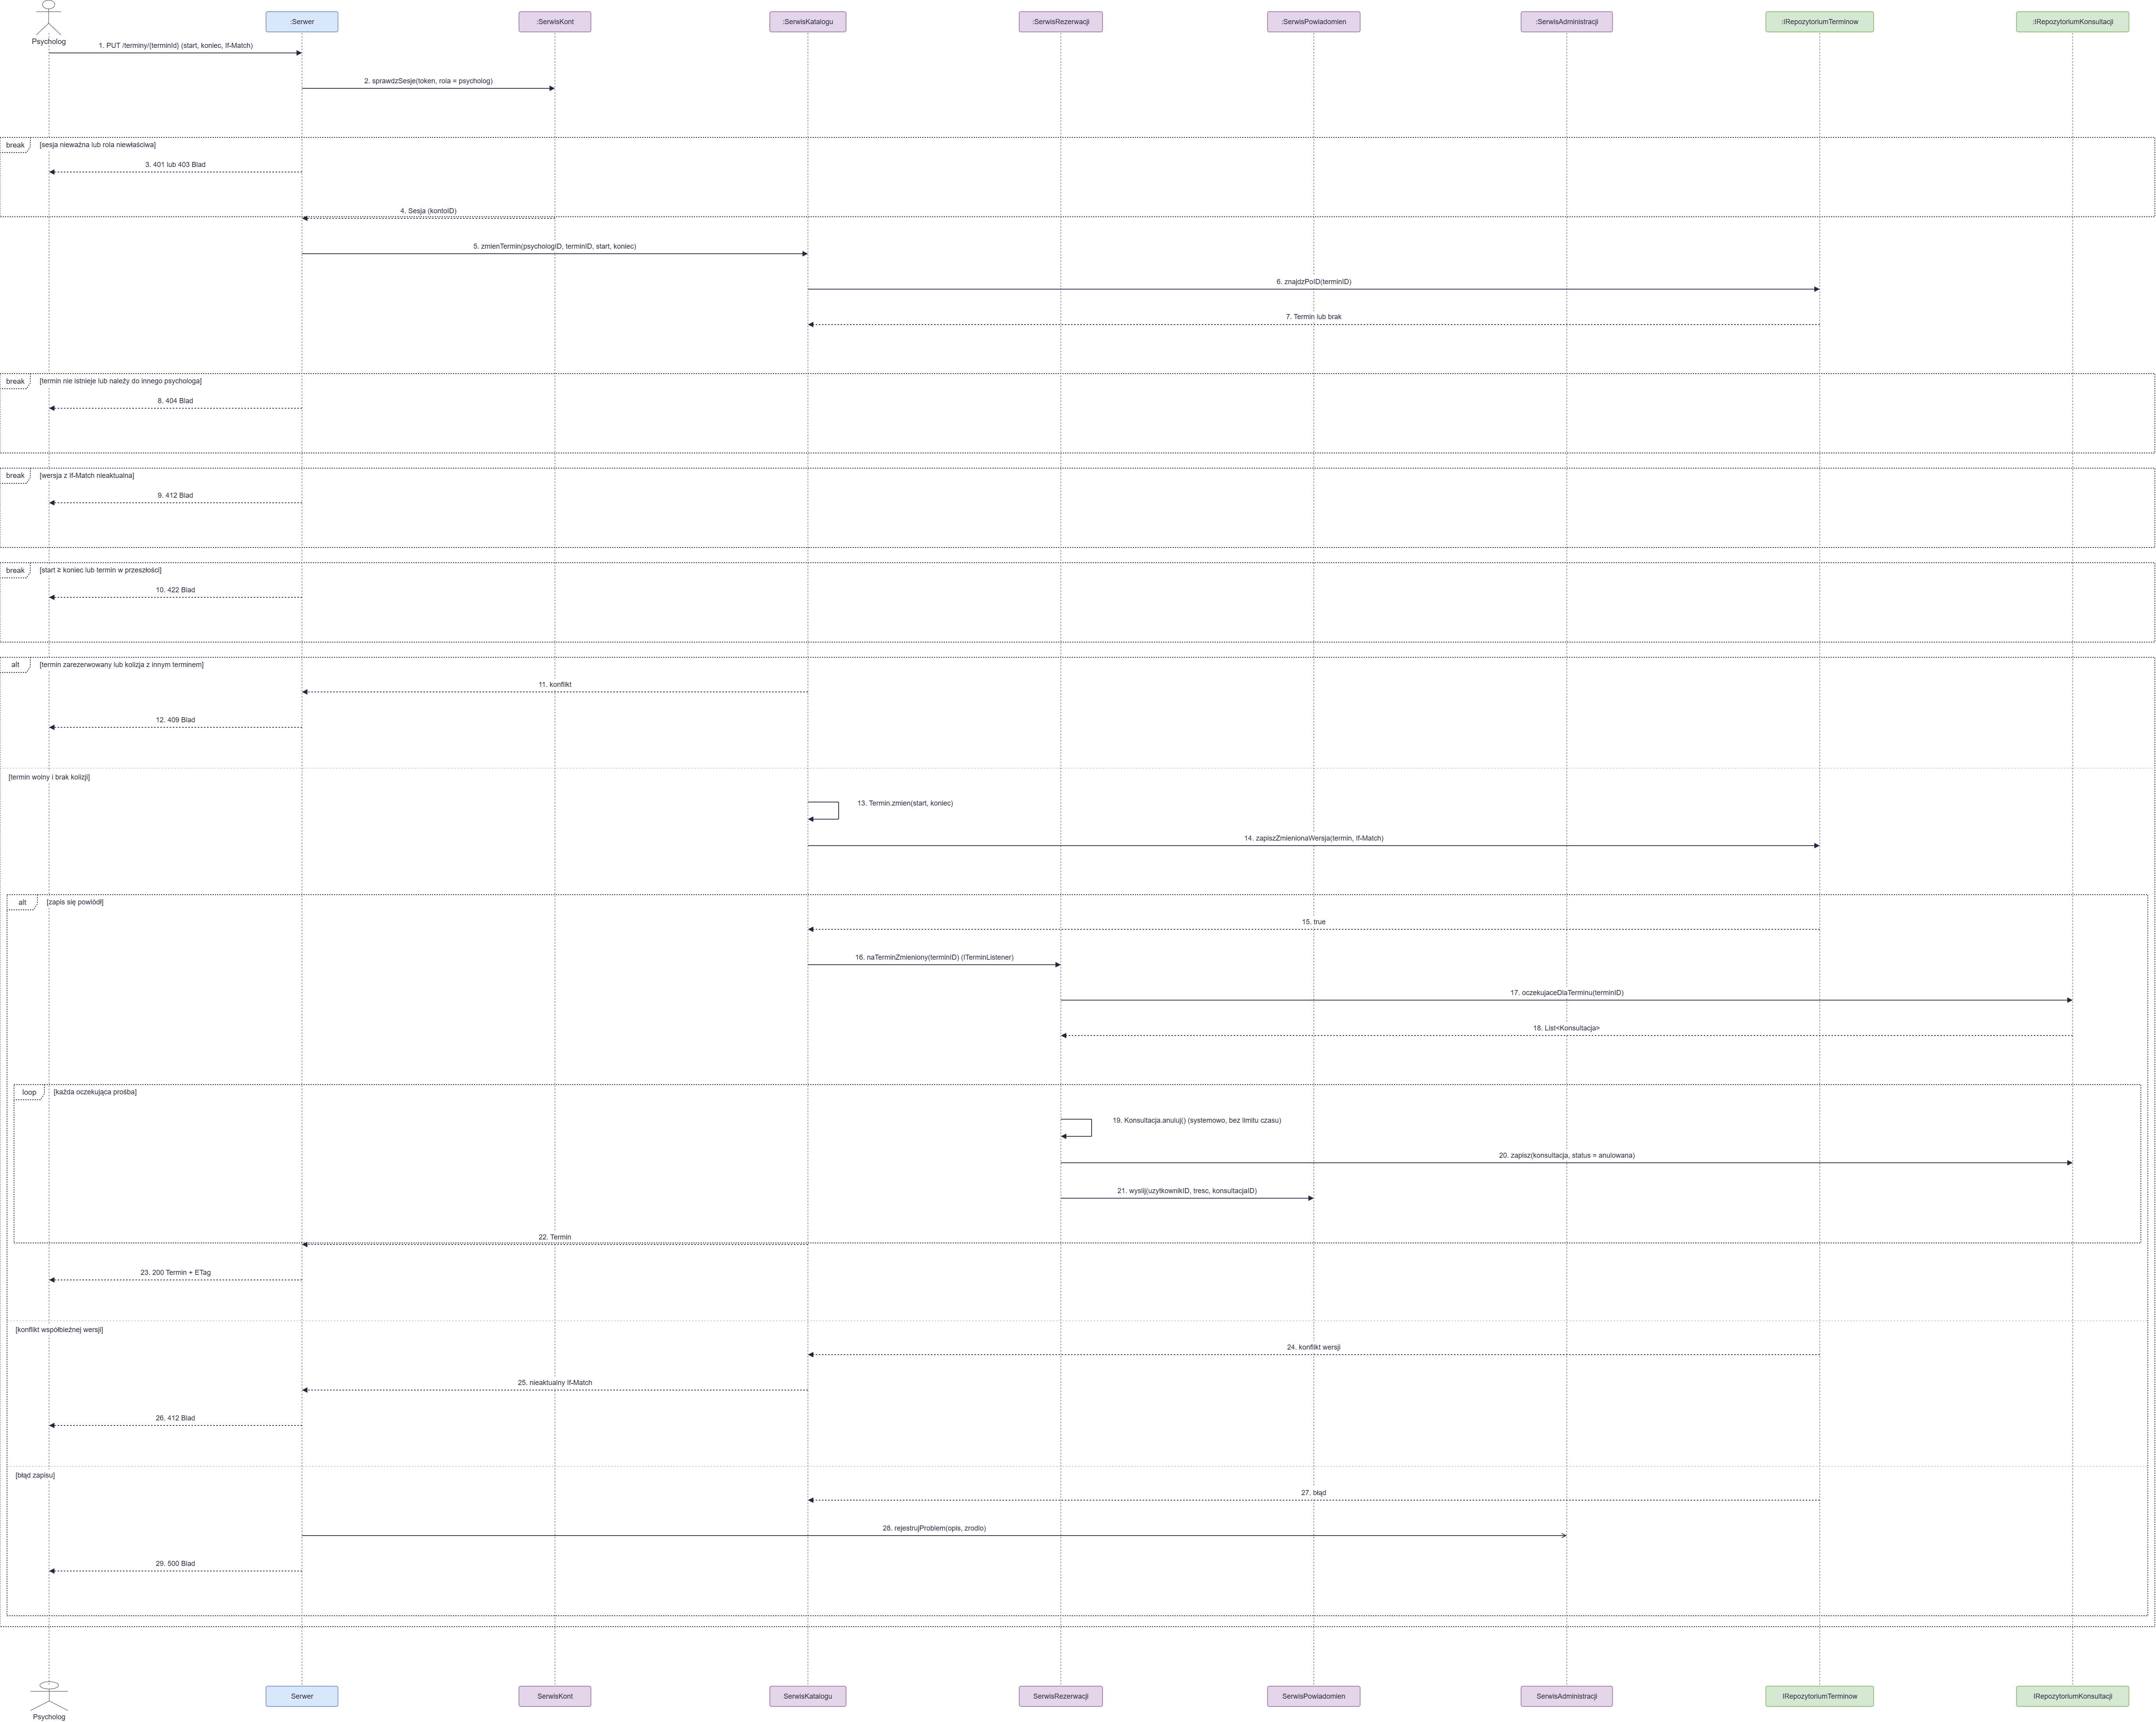 :Serwer
:SerwisKont
:SerwisKatalogu
:SerwisRezerwacji
:SerwisPowiadomien
:SerwisAdministracji
:IRepozytoriumTerminow
:IRepozytoriumKonsultacji
Psycholog
1. PUT /terminy/{terminId} (start, koniec, If-Match)
2. sprawdzSesje(token, rola = psycholog)
break
[sesja nieważna lub rola niewłaściwa]
3. 401 lub 403 Blad
4. Sesja (kontoID)
5. zmienTermin(psychologID, terminID, start, koniec)
6. znajdzPoID(terminID)
7. Termin lub brak
break
[termin nie istnieje lub należy do innego psychologa]
8. 404 Blad
break
[wersja z If-Match nieaktualna]
9. 412 Blad
break
[start ≥ koniec lub termin w przeszłości]
10. 422 Blad
alt
[termin zarezerwowany lub kolizja z innym terminem]
11. konflikt
12. 409 Blad
[termin wolny i brak kolizji]
13. Termin.zmien(start, koniec)
14. zapiszZmienionaWersja(termin, If-Match)
alt
[zapis się powiódł]
15. true
16. naTerminZmieniony(terminID) (ITerminListener)
17. oczekujaceDlaTerminu(terminID)
18. List<Konsultacja>
loop
[każda oczekująca prośba]
19. Konsultacja.anuluj() (systemowo, bez limitu czasu)
20. zapisz(konsultacja, status = anulowana)
21. wyslij(uzytkownikID, tresc, konsultacjaID)
22. Termin
23. 200 Termin + ETag
[konflikt współbieżnej wersji]
24. konflikt wersji
25. nieaktualny If-Match
26. 412 Blad
[błąd zapisu]
27. błąd
28. rejestrujProblem(opis, zrodlo)
29. 500 Blad
Serwer
SerwisKont
SerwisKatalogu
SerwisRezerwacji
SerwisPowiadomien
SerwisAdministracji
IRepozytoriumTerminow
IRepozytoriumKonsultacji
Psycholog